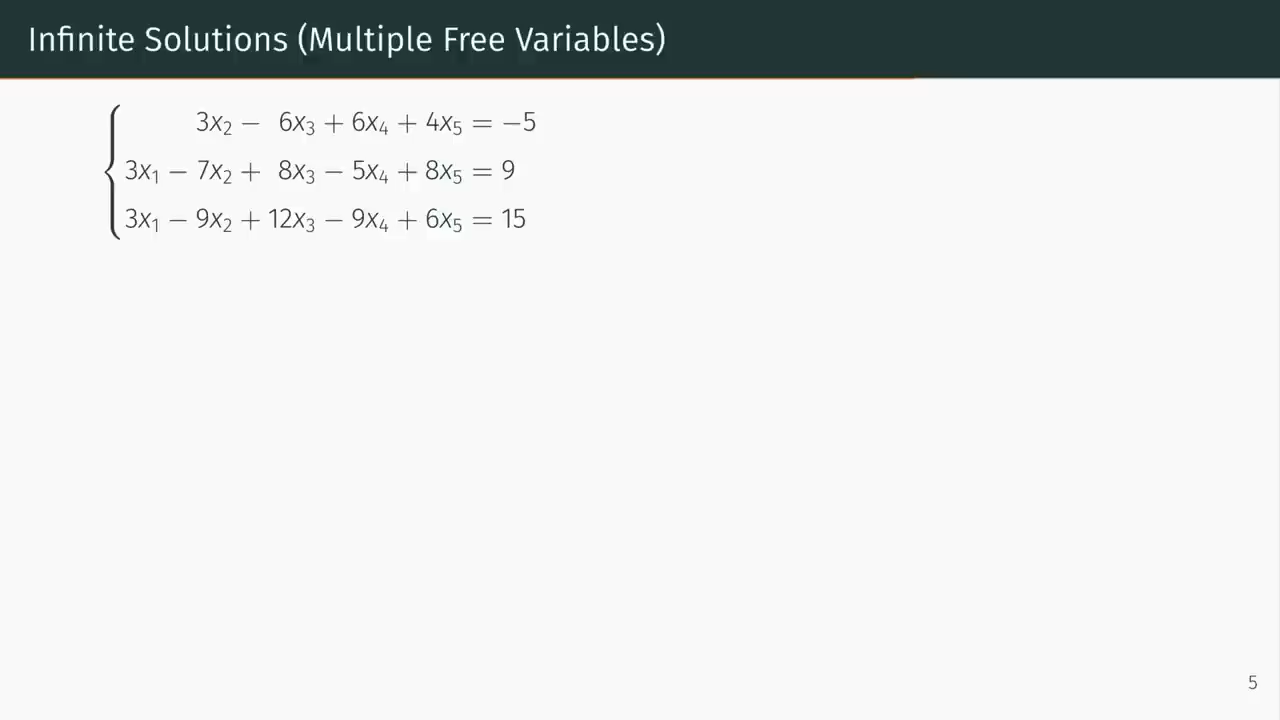 Infinite Solutions (Multiple Free Variables)
3x₂ − 6x₃ + 6x₄ + 4x₅ = −5
3x₁ − 7x₂ + 8x₃ − 5x₄ + 8x₅ = 9
3x₁ − 9x₂ + 12x₃ − 9x₄ + 6x₅ = 15
5